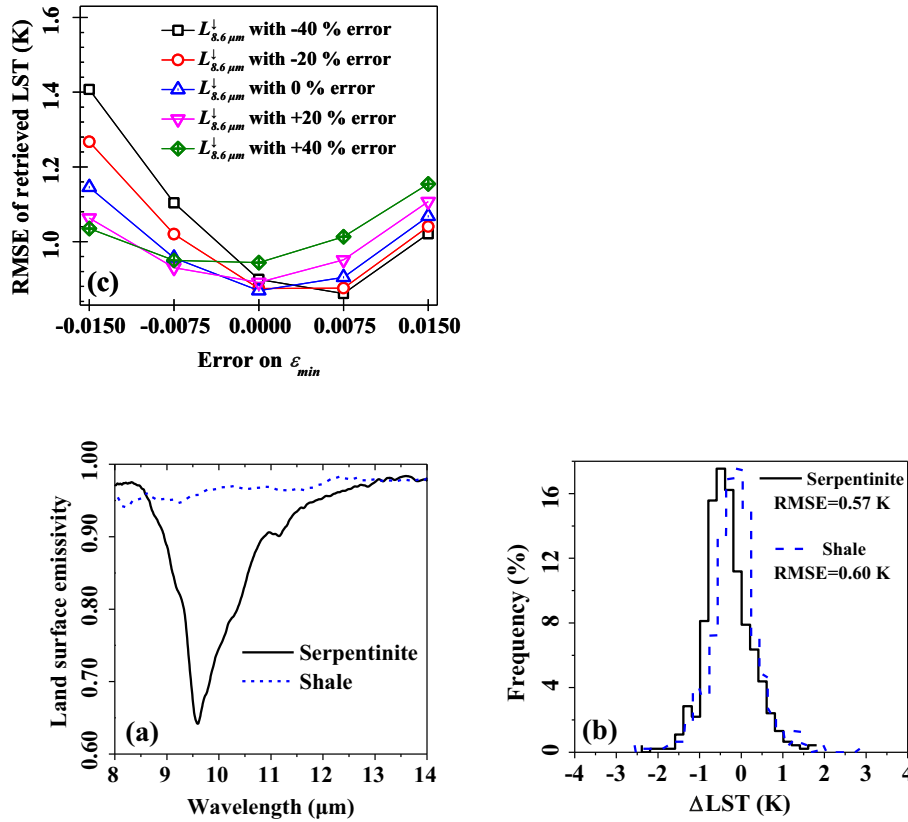 1.6
1.4
1.2
1.0
RMSE of retrieved LST (K)
L↓8.6 μm with -40 % error
L↓8.6 μm with -20 % error
L↓8.6 μm with 0 % error
L↓8.6 μm with +20 % error
L↓8.6 μm with +40 % error
(c)
-0.0150 -0.0075 0.0000 0.0075 0.0150
Error on εmin
1.00
0.90
0.80
0.70
0.60
Land surface emissivity
Serpentinite
Shale
(a)
8 9 10 11 12 13 14
Wavelength (μm)
16
12
8
4
0
Frequency (%)
Serpentinite
RMSE=0.57 K
Shale
RMSE=0.60 K
(b)
-4 -3 -2 -1 0 1 2 3 4
ΔLST (K)